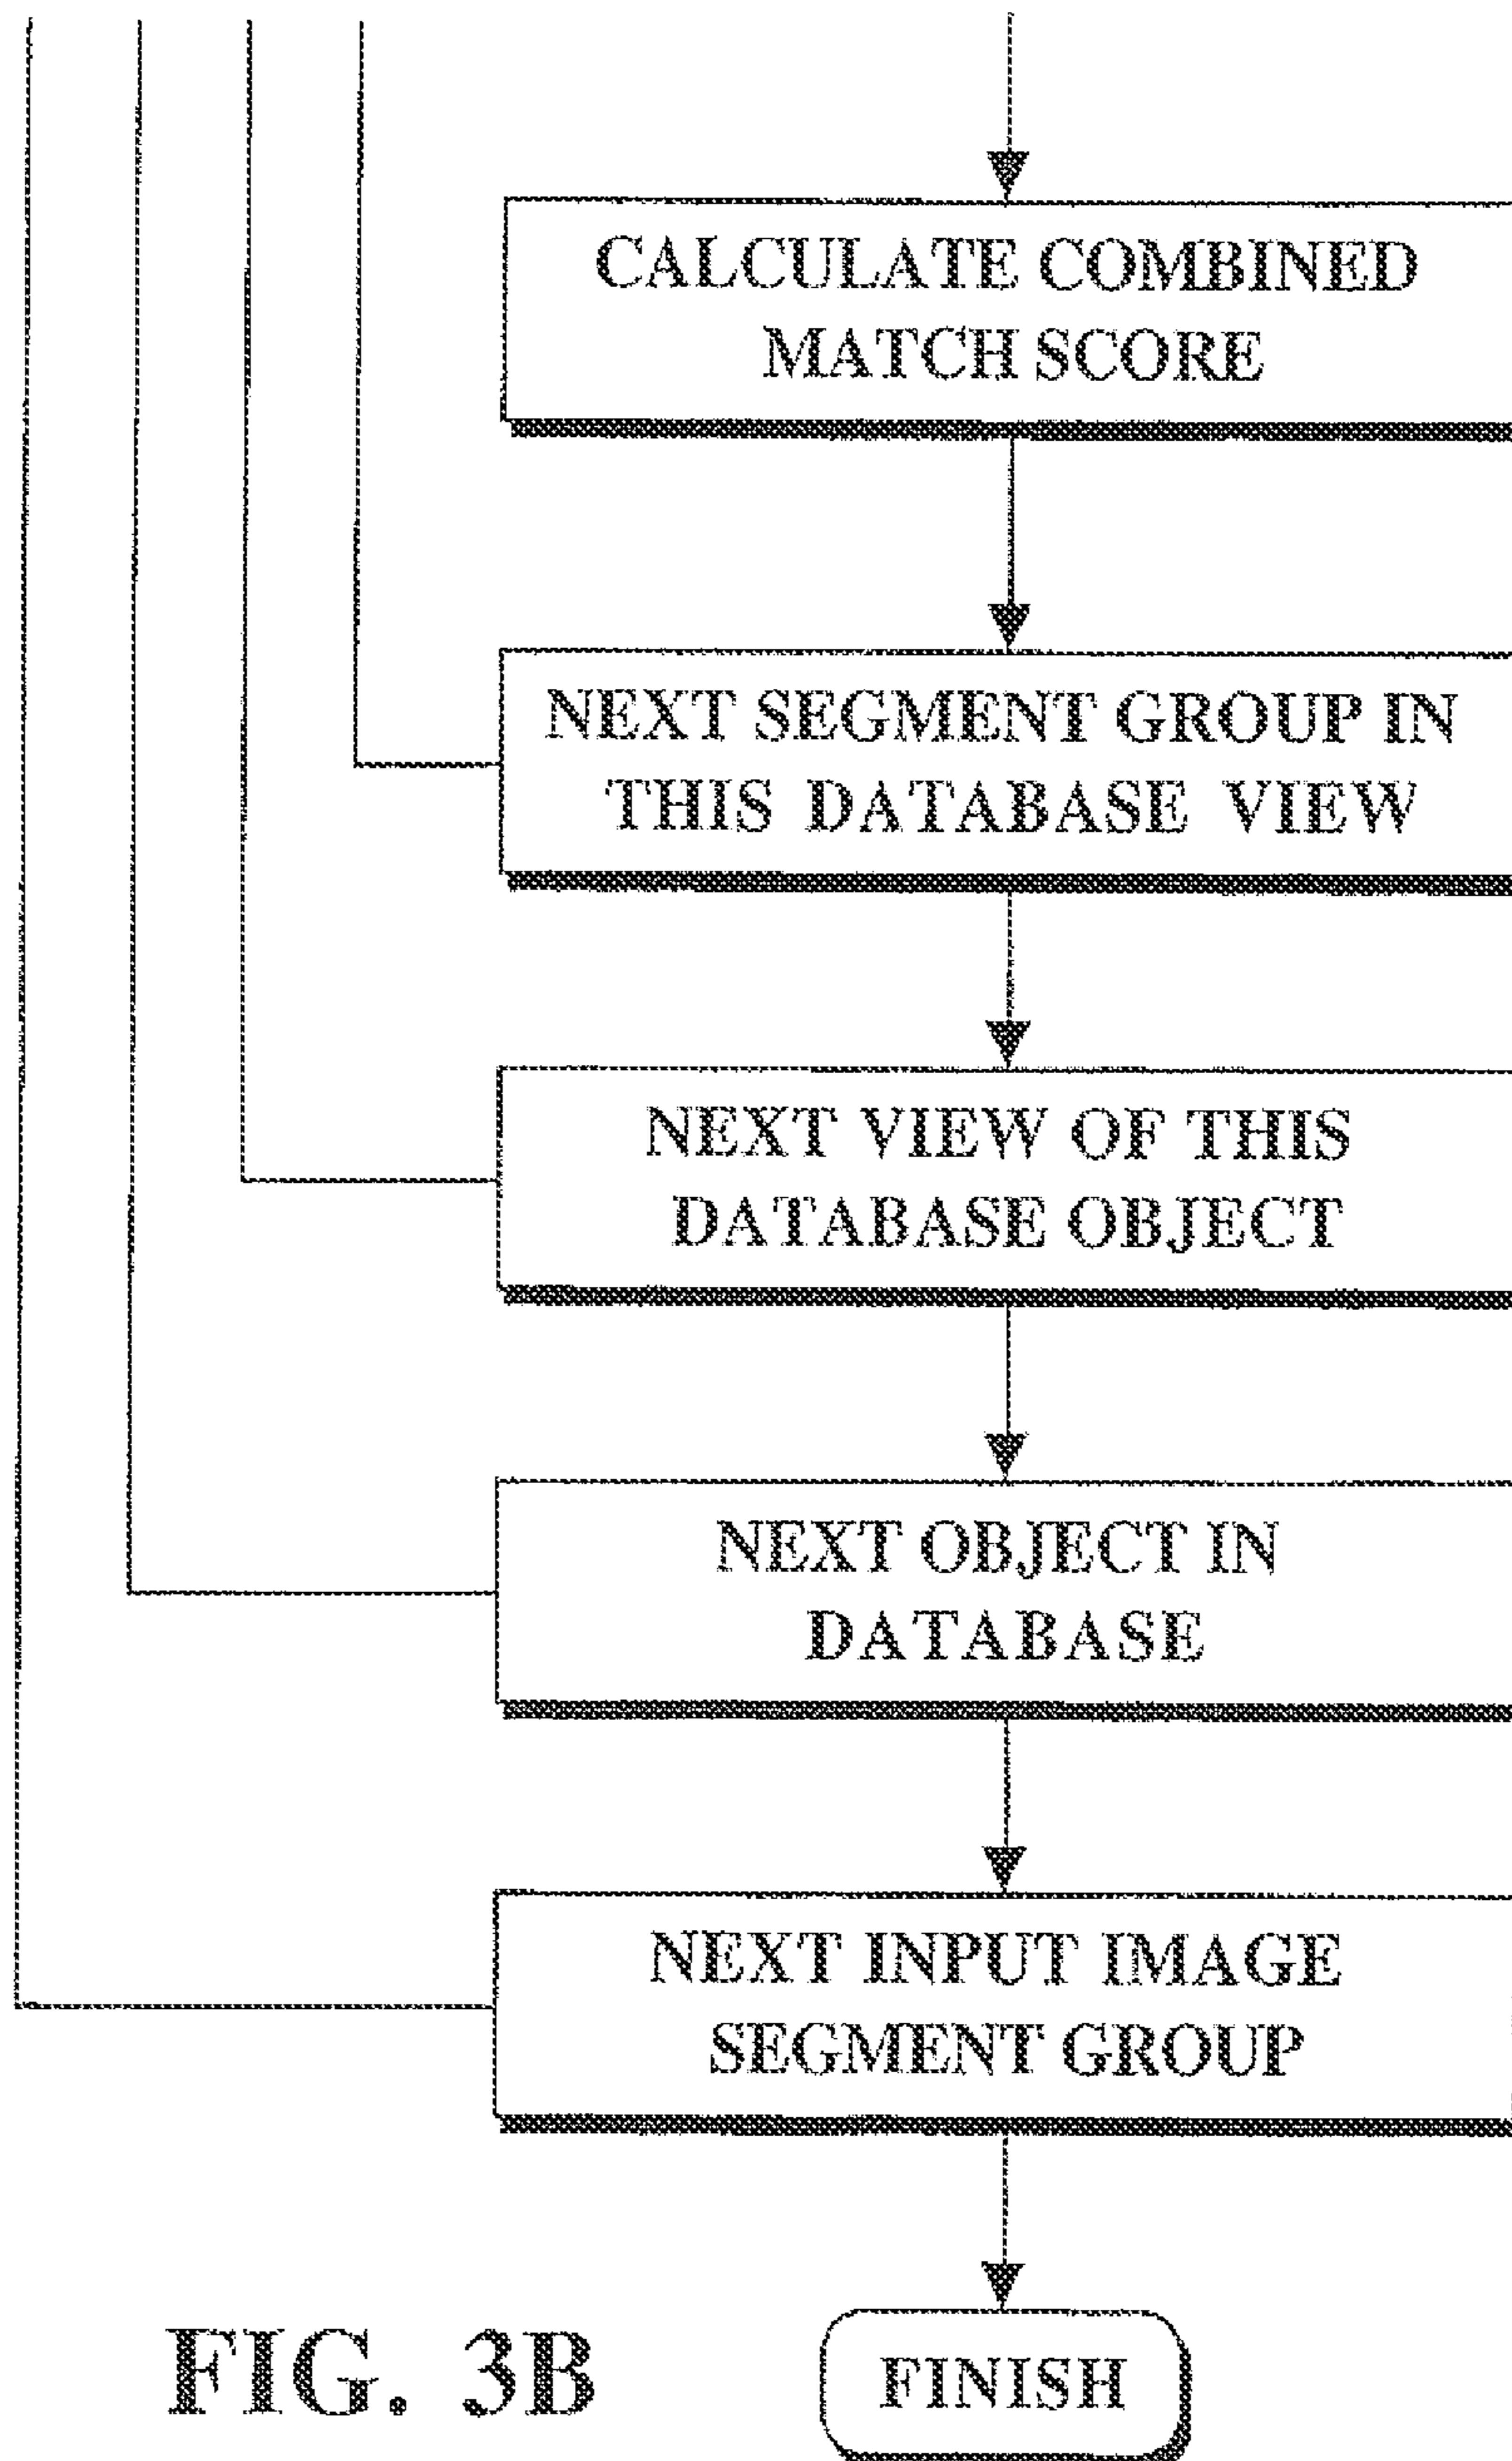 CALCULATE COMBINED
MATCH SCORE
NEXT SEGMENT GROUP IN
THIS DATABASE VIEW
NEXT VIEW OF THIS
DATABASE OBJECT
NEXT OBJECT IN
DATABASE
NEXT INPUT IMAGE
SEGMENT GROUP
FINISH
FIG. 3B